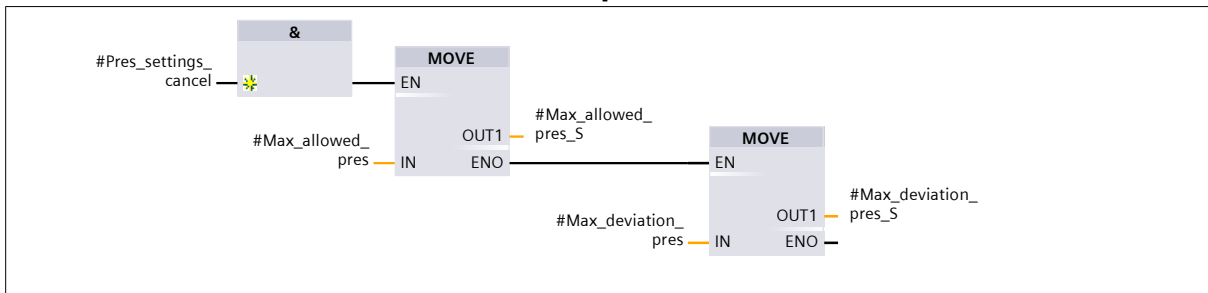 &
#Pres_settings_
cancel
MOVE
EN
#Max_allowed_
pres_S
OUT1
#Max_allowed_
pres
IN
ENO
MOVE
EN
#Max_deviation_
pres_S
OUT1
#Max_deviation_
pres
IN
ENO